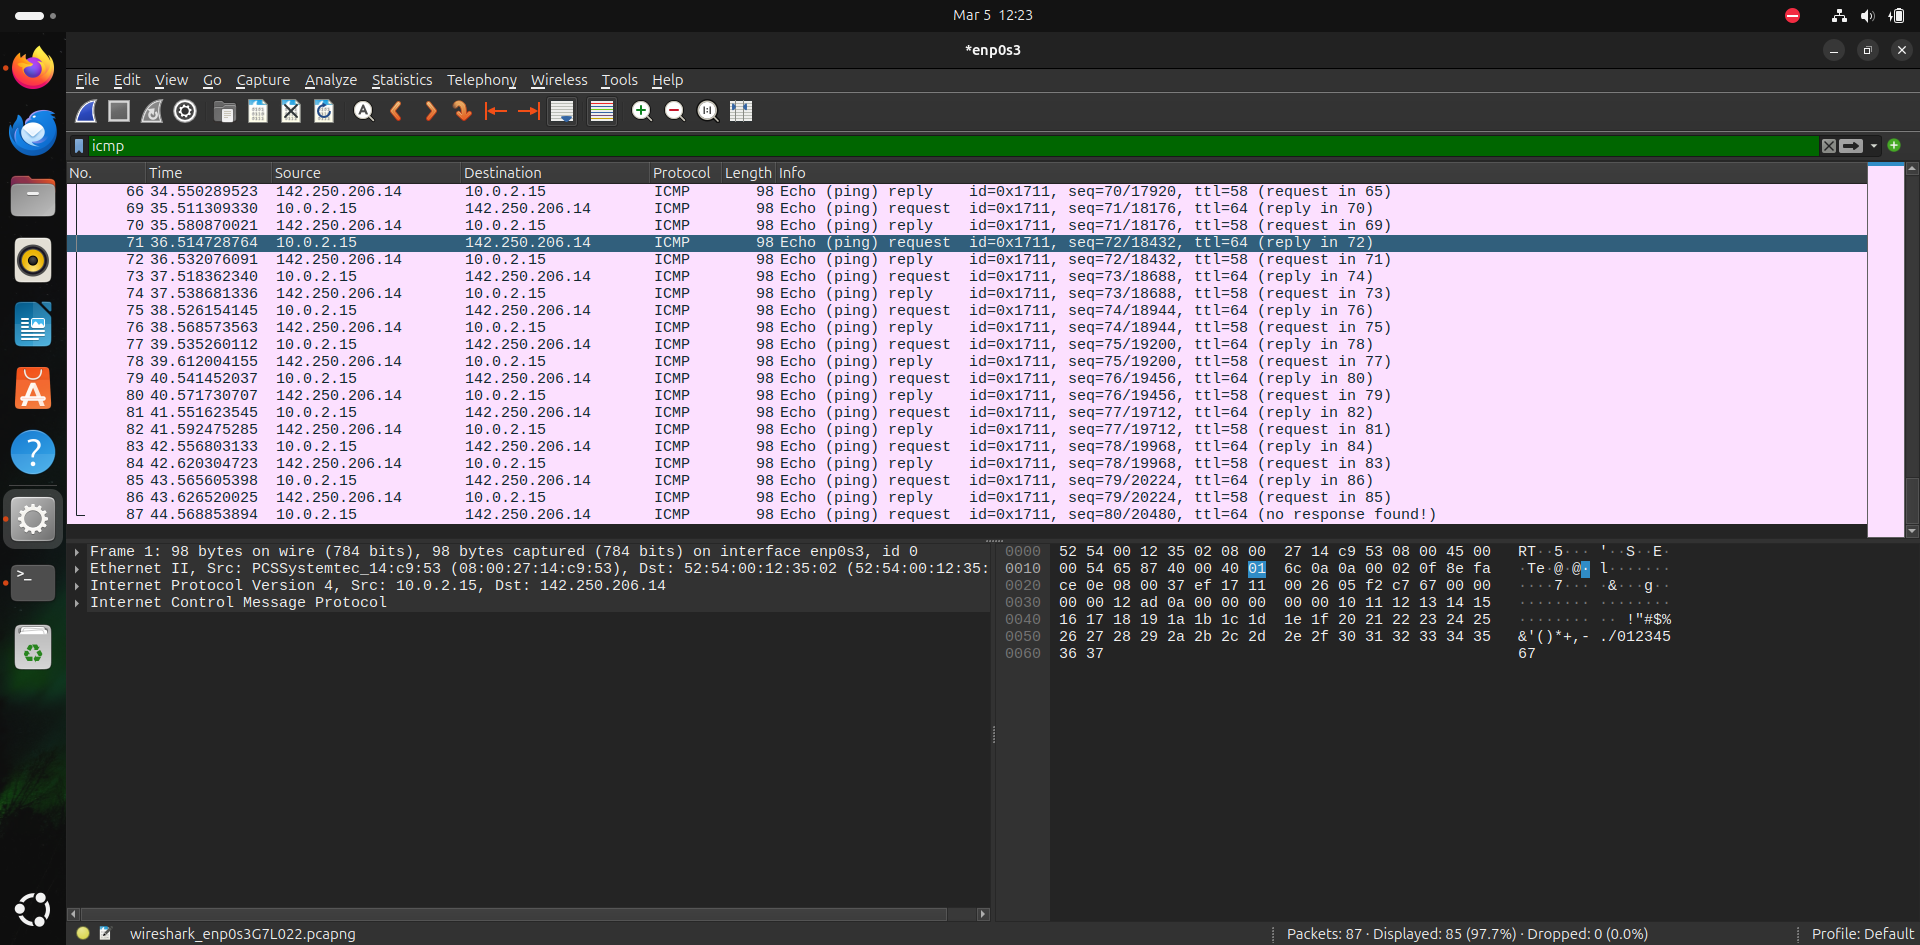 Mar 5 12:23
*enp0s3
File Edit View Go Capture Analyze Statistics Telephony Wireless Tools Help
icmp
No. Time Source Destination Protocol Length Info
66 34.550289523 142.250.206.14 10.0.2.15 ICMP 98 Echo (ping) reply id=0x1711, seq=70/17920, ttl=58 (request in 65)
69 35.511309330 10.0.2.15 142.250.206.14 ICMP 98 Echo (ping) request id=0x1711, seq=71/18176, ttl=64 (reply in 70)
70 35.580870021 142.250.206.14 10.0.2.15 ICMP 98 Echo (ping) reply id=0x1711, seq=71/18176, ttl=58 (request in 69)
71 36.514728764 10.0.2.15 142.250.206.14 ICMP 98 Echo (ping) request id=0x1711, seq=72/18432, ttl=64 (reply in 72)
72 36.532076091 142.250.206.14 10.0.2.15 ICMP 98 Echo (ping) reply id=0x1711, seq=72/18432, ttl=58 (request in 71)
73 37.518362340 10.0.2.15 142.250.206.14 ICMP 98 Echo (ping) request id=0x1711, seq=73/18688, ttl=64 (reply in 74)
74 37.538681336 142.250.206.14 10.0.2.15 ICMP 98 Echo (ping) reply id=0x1711, seq=73/18688, ttl=58 (request in 73)
75 38.526154145 10.0.2.15 142.250.206.14 ICMP 98 Echo (ping) request id=0x1711, seq=74/18944, ttl=64 (reply in 76)
76 38.568573563 142.250.206.14 10.0.2.15 ICMP 98 Echo (ping) reply id=0x1711, seq=74/18944, ttl=58 (request in 75)
77 39.535260112 10.0.2.15 142.250.206.14 ICMP 98 Echo (ping) request id=0x1711, seq=75/19200, ttl=64 (reply in 78)
78 39.612004155 142.250.206.14 10.0.2.15 ICMP 98 Echo (ping) reply id=0x1711, seq=75/19200, ttl=58 (request in 77)
79 40.541452037 10.0.2.15 142.250.206.14 ICMP 98 Echo (ping) request id=0x1711, seq=76/19456, ttl=64 (reply in 80)
80 40.571730707 142.250.206.14 10.0.2.15 ICMP 98 Echo (ping) reply id=0x1711, seq=76/19456, ttl=58 (request in 79)
81 41.551623545 10.0.2.15 142.250.206.14 ICMP 98 Echo (ping) request id=0x1711, seq=77/19712, ttl=64 (reply in 82)
82 41.592475285 142.250.206.14 10.0.2.15 ICMP 98 Echo (ping) reply id=0x1711, seq=77/19712, ttl=58 (request in 81)
83 42.556803133 10.0.2.15 142.250.206.14 ICMP 98 Echo (ping) request id=0x1711, seq=78/19968, ttl=64 (reply in 84)
84 42.620304723 142.250.206.14 10.0.2.15 ICMP 98 Echo (ping) reply id=0x1711, seq=78/19968, ttl=58 (request in 83)
85 43.565605398 10.0.2.15 142.250.206.14 ICMP 98 Echo (ping) request id=0x1711, seq=79/20224, ttl=64 (reply in 86)
86 43.626520025 142.250.206.14 10.0.2.15 ICMP 98 Echo (ping) reply id=0x1711, seq=79/20224, ttl=58 (request in 85)
87 44.568853894 10.0.2.15 142.250.206.14 ICMP 98 Echo (ping) request id=0x1711, seq=80/20480, ttl=64 (no response found!)
Frame 1: 98 bytes on wire (784 bits), 98 bytes captured (784 bits) on interface enp0s3, id 0
Ethernet II, Src: PCSSystemtec_14:c9:53 (08:00:27:14:c9:53), Dst: 52:54:00:12:35:02 (52:54:00:12:35:
Internet Protocol Version 4, Src: 10.0.2.15, Dst: 142.250.206.14
Internet Control Message Protocol
0000 52 54 00 12 35 02 08 00 27 14 c9 53 08 00 45 00 RT··5··· '··S··E·
0010 00 54 65 87 40 00 40 01 6c 0a 0a 00 02 0f 8e fa ·Te·@·@· l·······
0020 ce 0e 08 00 37 ef 17 11 00 26 05 f2 c7 67 00 00 ····7··· ·&···g··
0030 00 00 12 ad 0a 00 00 00 00 00 10 11 12 13 14 15 ········ ········
0040 16 17 18 19 1a 1b 1c 1d 1e 1f 20 21 22 23 24 25 ········ ·· !"#$%
0050 26 27 28 29 2a 2b 2c 2d 2e 2f 30 31 32 33 34 35 &'()*+,- ./012345
0060 36 37 67
wireshark_enp0s3G7L022.pcapng Packets: 87 · Displayed: 85 (97.7%) · Dropped: 0 (0.0%) Profile: Default